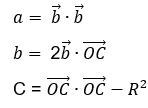 a = b⃗ · b⃗
b = 2b⃗ · OC⃗
C = OC⃗ · OC⃗ − R²